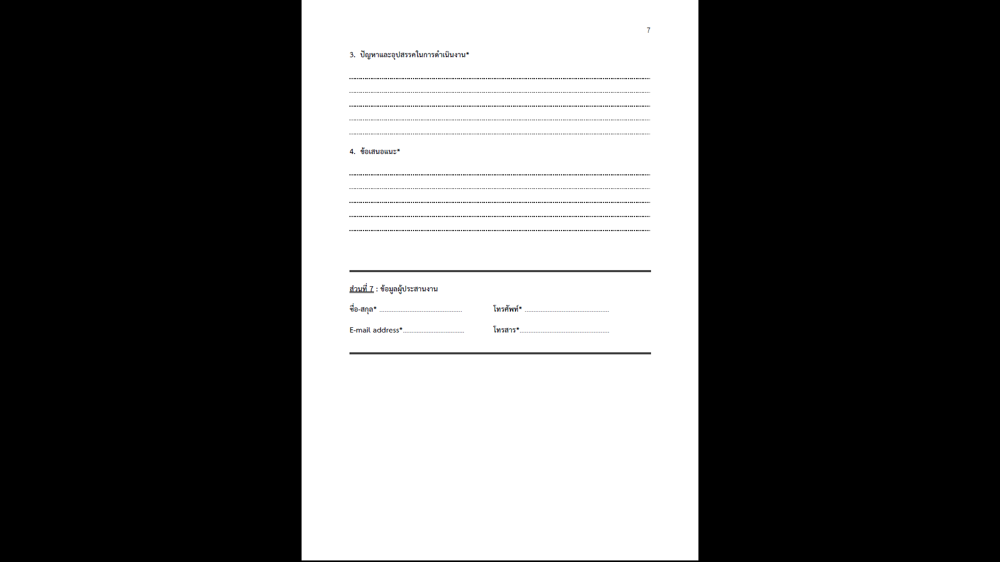 7
3. ปัญหาและอุปสรรคในการดำเนินงาน*
................................................................................
................................................................................
................................................................................
................................................................................
................................................................................
4. ข้อเสนอแนะ*
................................................................................
................................................................................
................................................................................
................................................................................
................................................................................
ส่วนที่ 7 : ข้อมูลผู้ประสานงาน
ชื่อ-สกุล* ............................................... โทรศัพท์* ................................................
E-mail address*................................... โทรสาร*...................................................